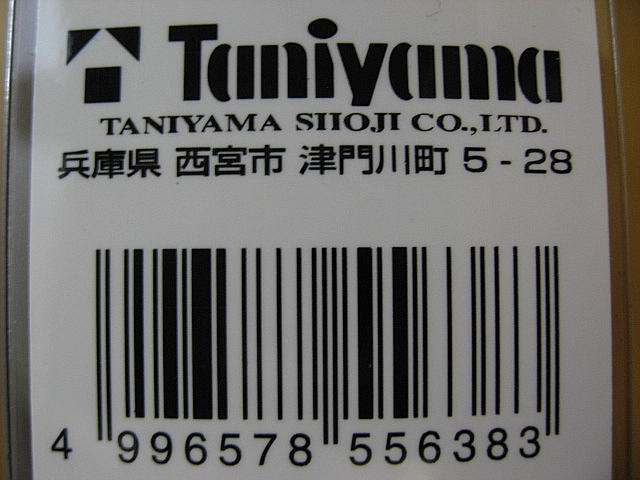 Taniyama
TANIYAMA SHOJI CO.,LTD.
兵庫県 西宮市 津門川町 5 - 28
4 996578 556383